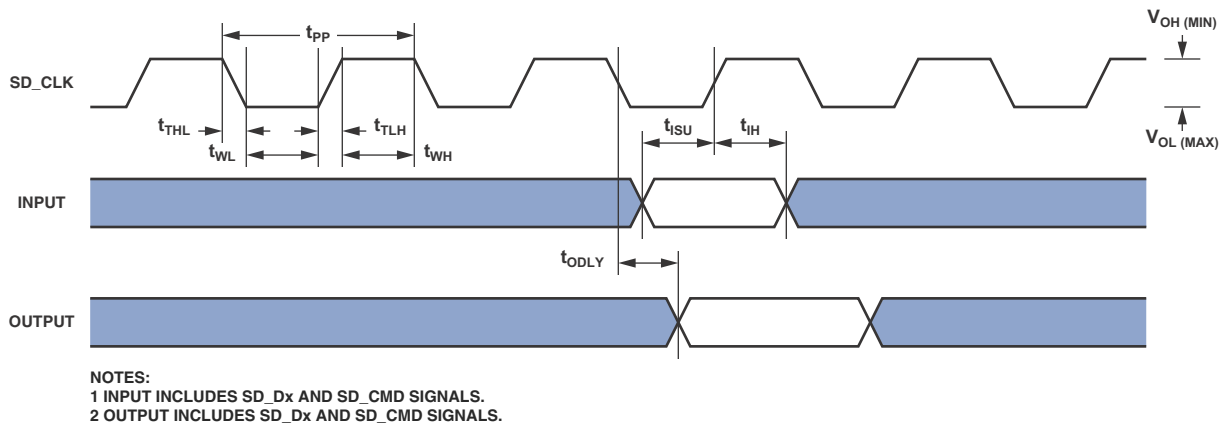 tPP
VOH (MIN)
SD_CLK
tTHL
tTLH
tISU
tIH
tWL
tWH
VOL (MAX)
INPUT
tODLY
OUTPUT
NOTES:
1 INPUT INCLUDES SD_Dx AND SD_CMD SIGNALS.
2 OUTPUT INCLUDES SD_Dx AND SD_CMD SIGNALS.